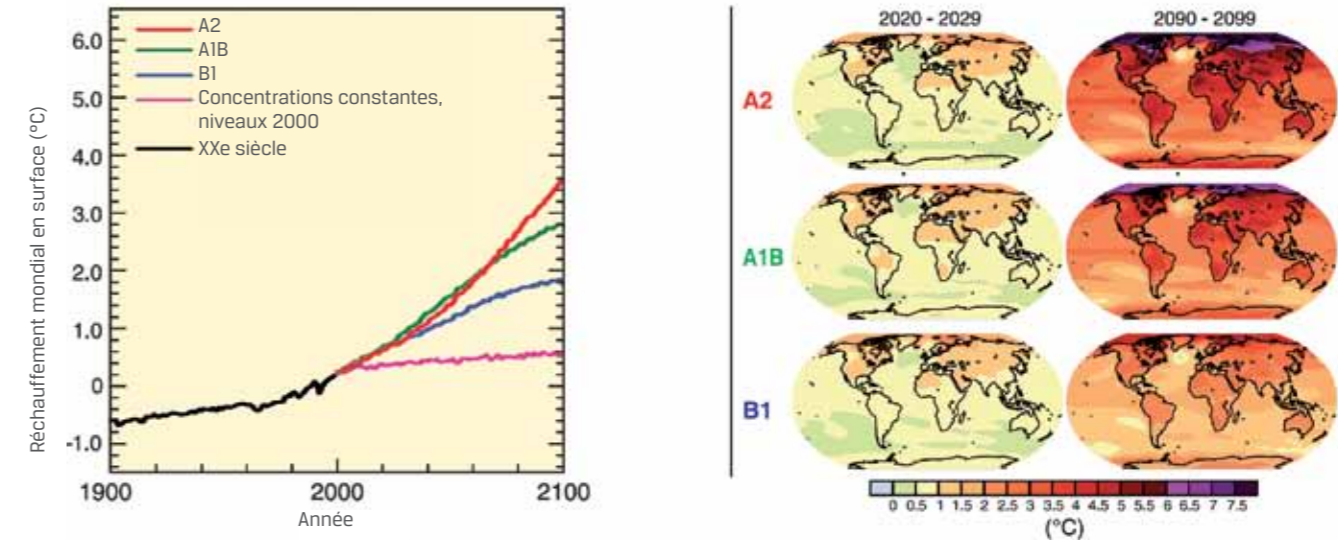 Réchauffement mondial en surface (°C)
6.0
5.0
4.0
3.0
2.0
1.0
0
-1.0
A2
A1B
B1
Concentrations constantes,
niveaux 2000
XXe siècle
1900 2000 2100
Année
2020 - 2029 2090 - 2099
A2
A1B
B1
0 0.5 1 1.5 2 2.5 3 3.5 4 4.5 5 5.5 6 6.5 7 7.5
(°C)